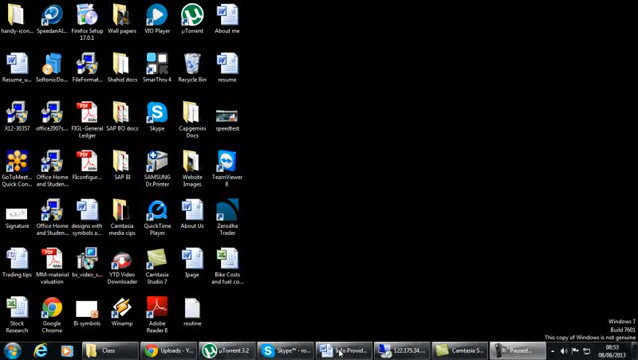 handy-icon...
SpeedanAl...
Firefox Setup 17.0.1
Wall papers
VIO Player
µTorrent
About me
Resume_u...
SoftonicDo...
FileFormat...
Shahid docs
SmarThru 4
Recycle Bin
resume
X12-30357
office2007s...
FIGL-General Ledger
SAP BO docs
Skype
Capgemini Docs
speedtest
GoToMeet... Quick Con...
Office Home and Studen...
FIconfigur...
SAP BI
SAMSUNG Dr.Printer
Website Images
TeamViewer 8
Signature
Office Home and Studen...
designs with symbols a...
Camtasia media cips
QuickTime Player
About Us
Zerodha Trader
Trading tips
MM-material valuation
bs_video_s...
YTD Video Downloader
Camtasia Studio 7
Jpage
Bike Costs and fuel co...
Stock Research
Google Chrome
Bi symbols
Winamp
Adobe Reader 8
routine
Windows 7
Build 7601
This copy of Windows is not genuine
Class
Uploads - Y...
µTorrent 3.2
Skype™ - ro...
Provid...
122.175.34....
Camtasia S...
Paused...
08:53
08/06/2013